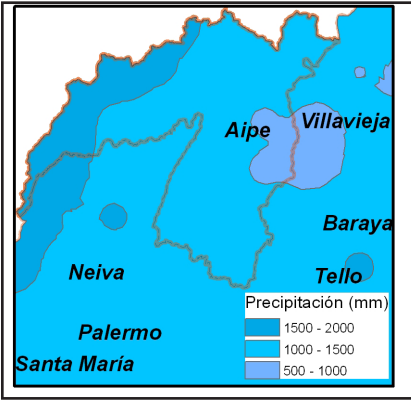 Villavieja
Aipe
Baraya
Neiva
Tello
Precipitación (mm)
1500 - 2000
Palermo
1000 - 1500
Santa María
500 - 1000